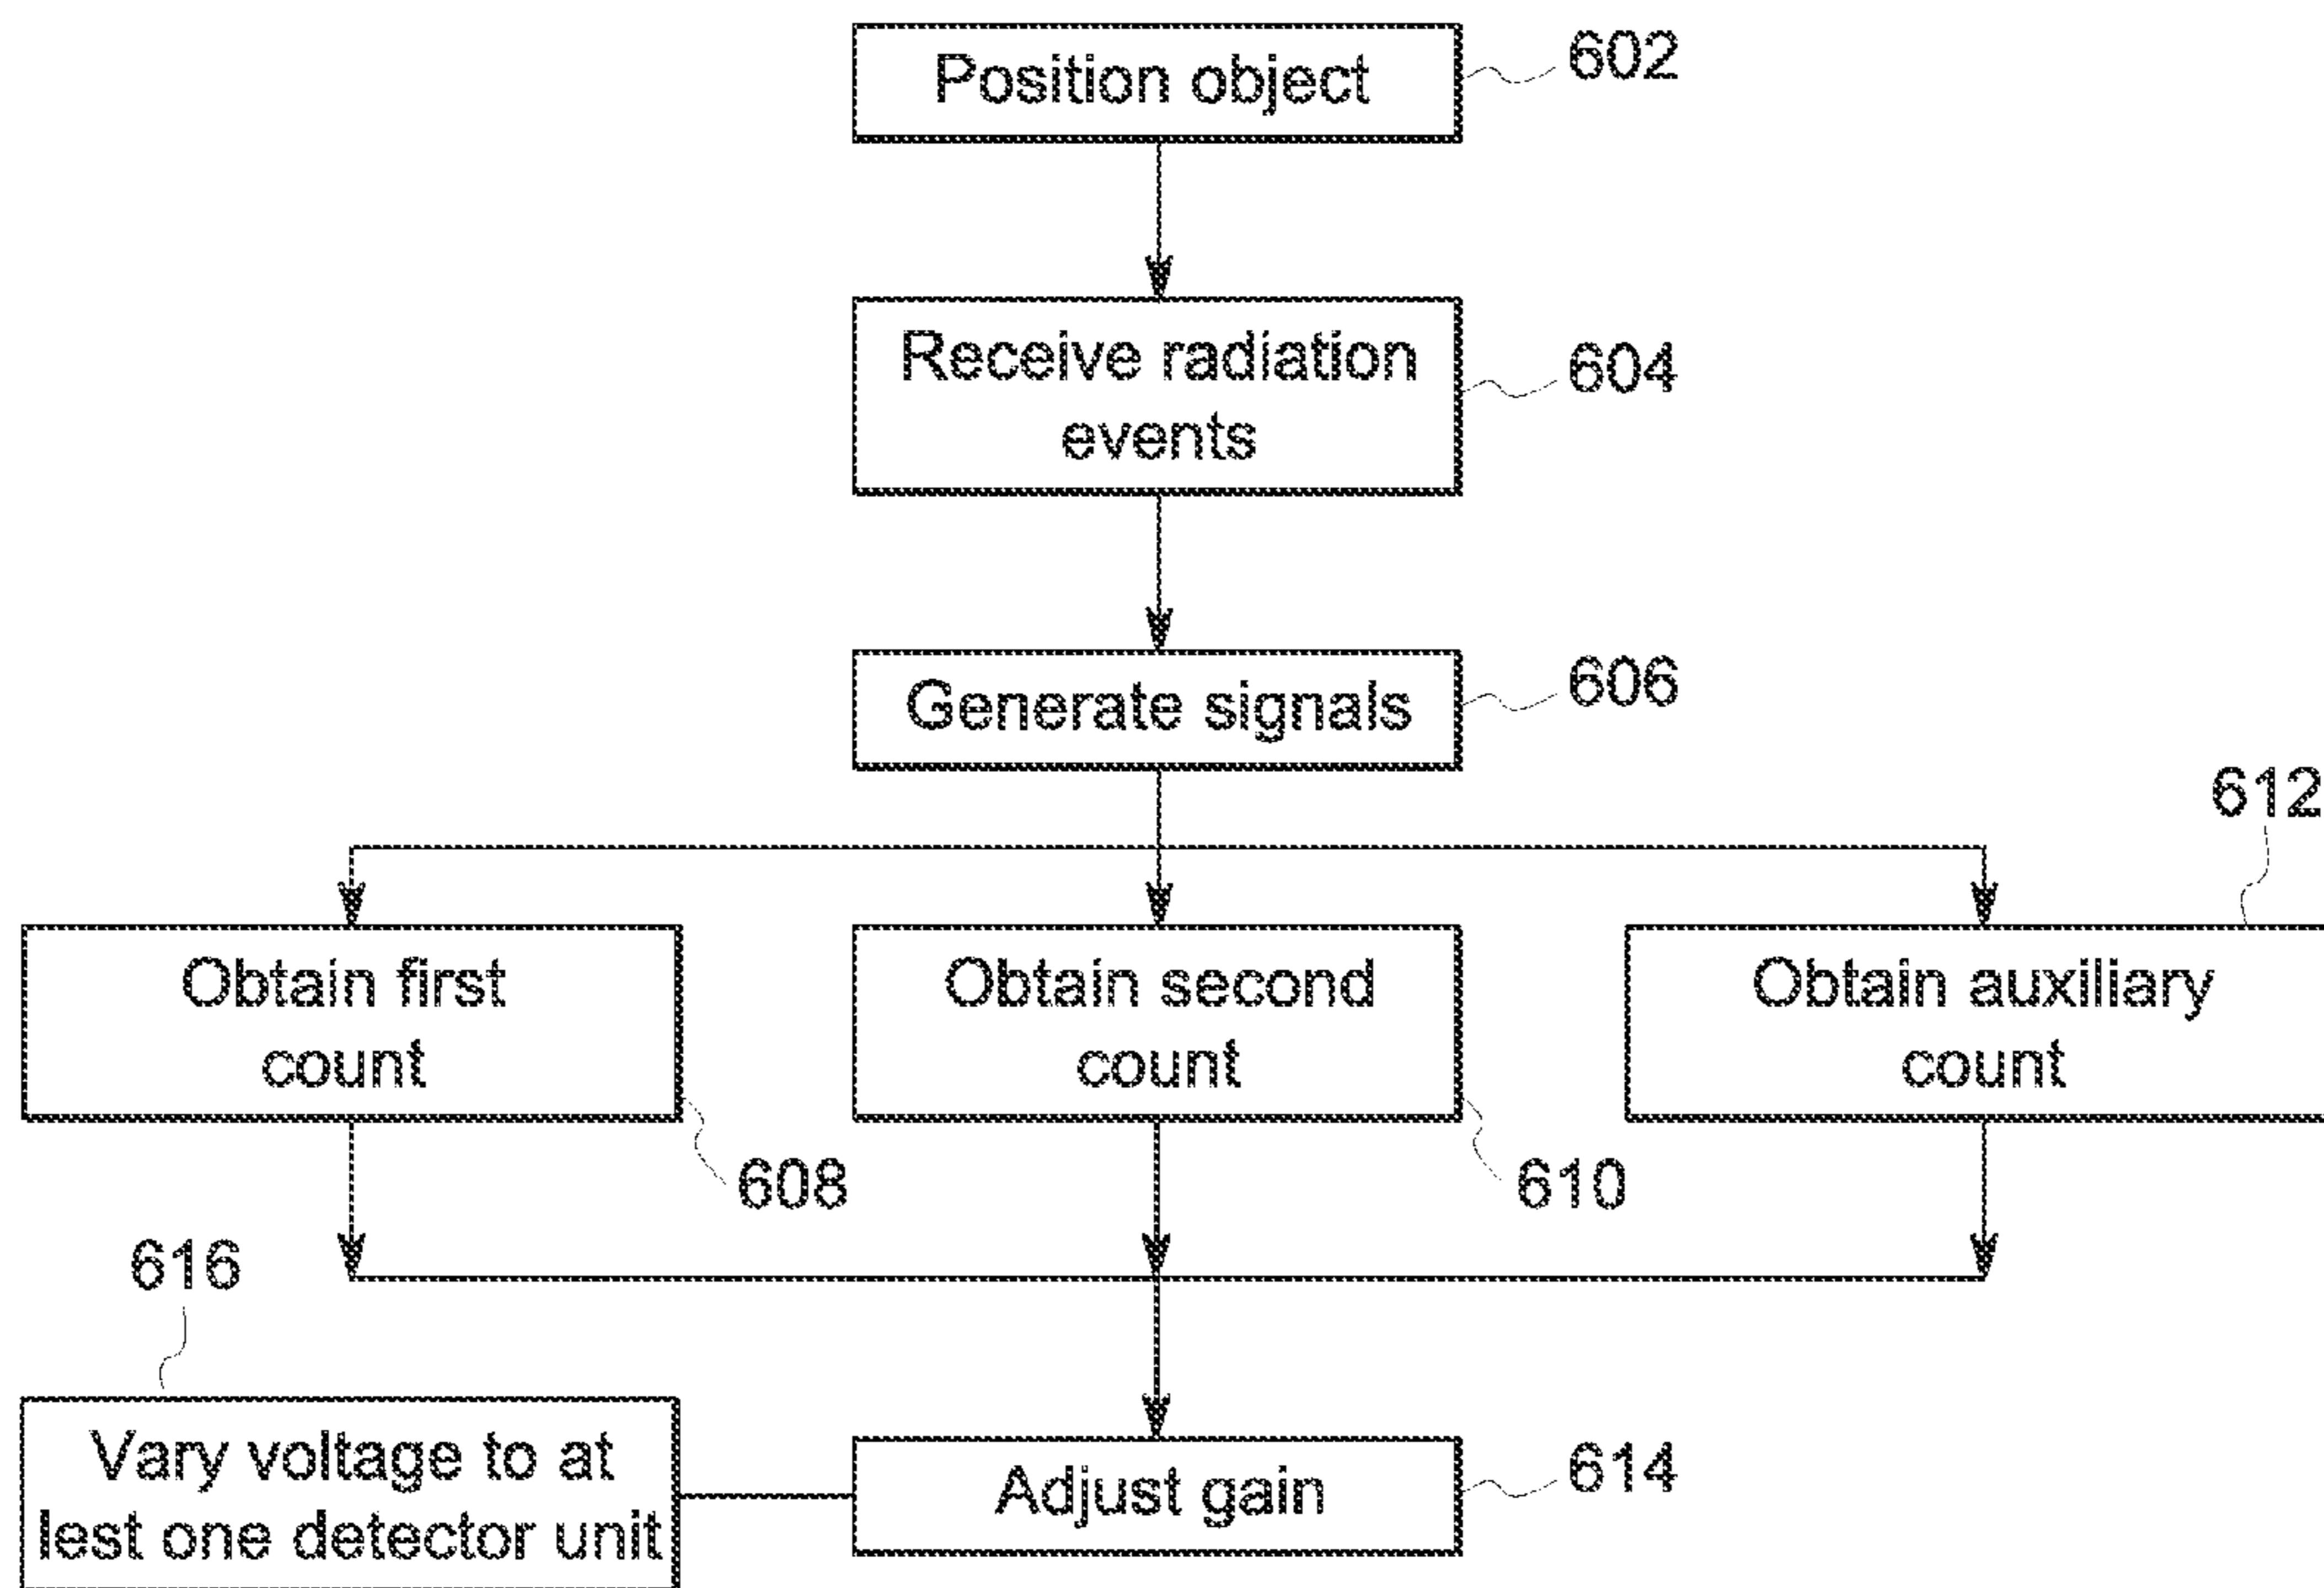 Position object
602
Receive radiation
events
604
Generate signals
606
612
Obtain first
count
608
Obtain second
count
610
Obtain auxiliary
count
616
Vary voltage to at
lest one detector unit
Adjust gain
614